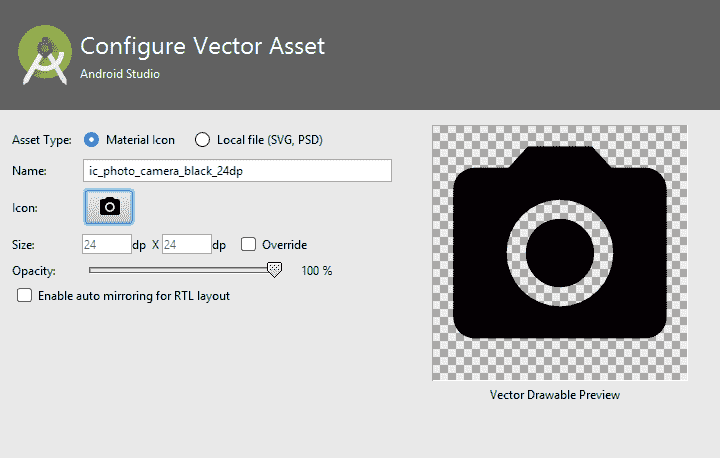 Configure Vector Asset
Android Studio
Asset Type: Material Icon Local file (SVG, PSD)
Name: ic_photo_camera_black_24dp
Icon:
Size: 24 dp X 24 dp Override
Opacity: 100 %
Enable auto mirroring for RTL layout
Vector Drawable Preview